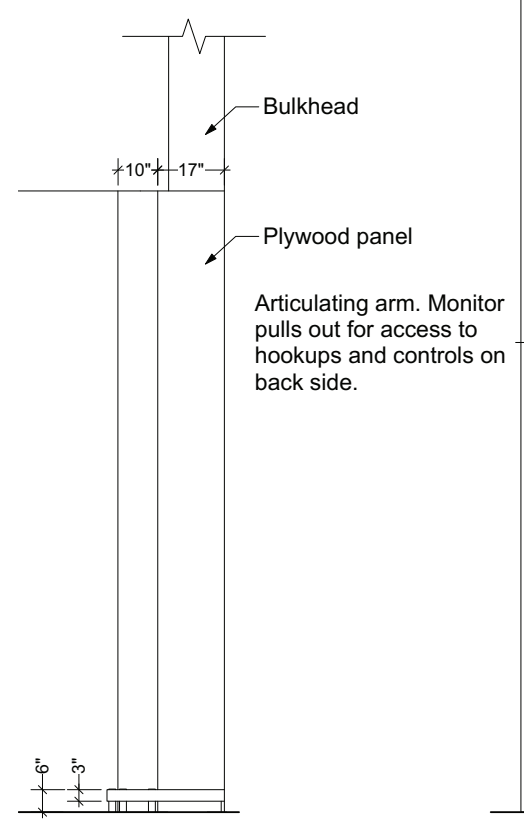 Bulkhead
10" 17"
Plywood panel
Articulating arm. Monitor
pulls out for access to
hookups and controls on
back side.
6" 3"